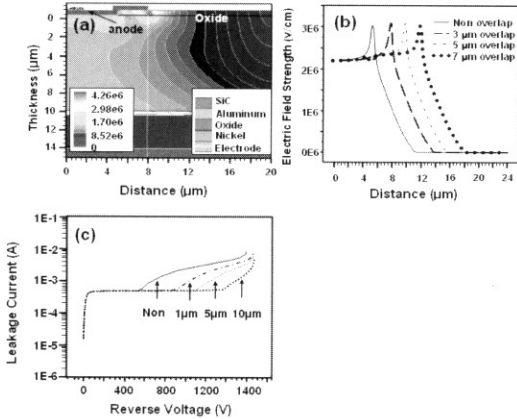 (a)
Oxide
anode
Thickness (µm)
0
2
4
6
8
10
12
14
4.26e6
2.98e6
1.70e6
8.52e6
0
SiC
Aluminum
Oxide
Nickel
Electrode
0 4 8 12 16 20
Distance (µm)
(b)
Non overlap
3 µm overlap
5 µm overlap
7 µm overlap
Electric Field Strength (v/cm)
3E6
2E6
1E6
0E6
0 4 8 12 16 20 24
Distance (µm)
(c)
Leakage Current (A)
1E-1
1E-2
1E-3
1E-4
1E-5
1E-6
Non 1µm 5µm 10µm
0 400 800 1200 1400
Reverse Voltage (V)